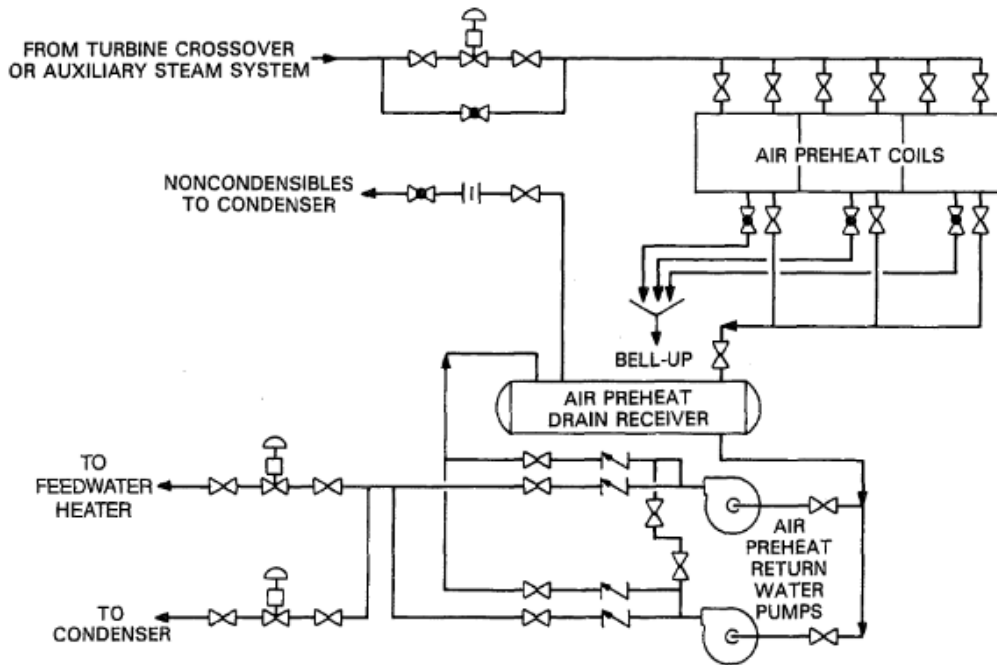 FROM TURBINE CROSSOVER
OR AUXILIARY STEAM SYSTEM
AIR PREHEAT COILS
NONCONDENSIBLES
TO CONDENSER
BELL-UP
AIR PREHEAT
DRAIN RECEIVER
TO
FEEDWATER
HEATER
AIR
PREHEAT
RETURN
WATER
PUMPS
TO
CONDENSER